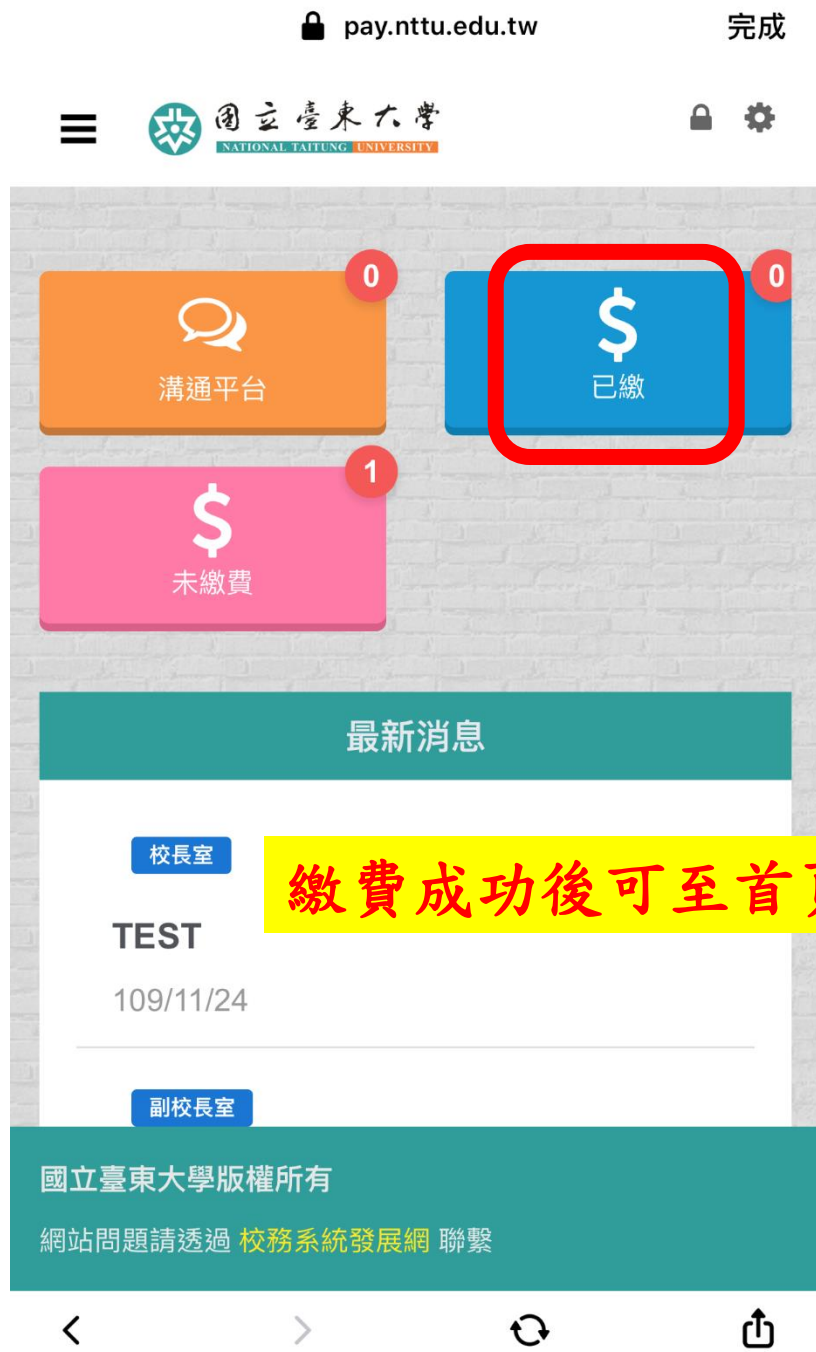 pay.nttu.edu.tw 完成
國立臺東大學
NATIONAL TAITUNG UNIVERSITY
0
溝通平台
0
已繳
1
未繳費
最新消息
校長室
繳費成功後可至首
TEST
109/11/24
副校長室
國立臺東大學版權所有
網站問題請透過 校務系統發展網 聯繫